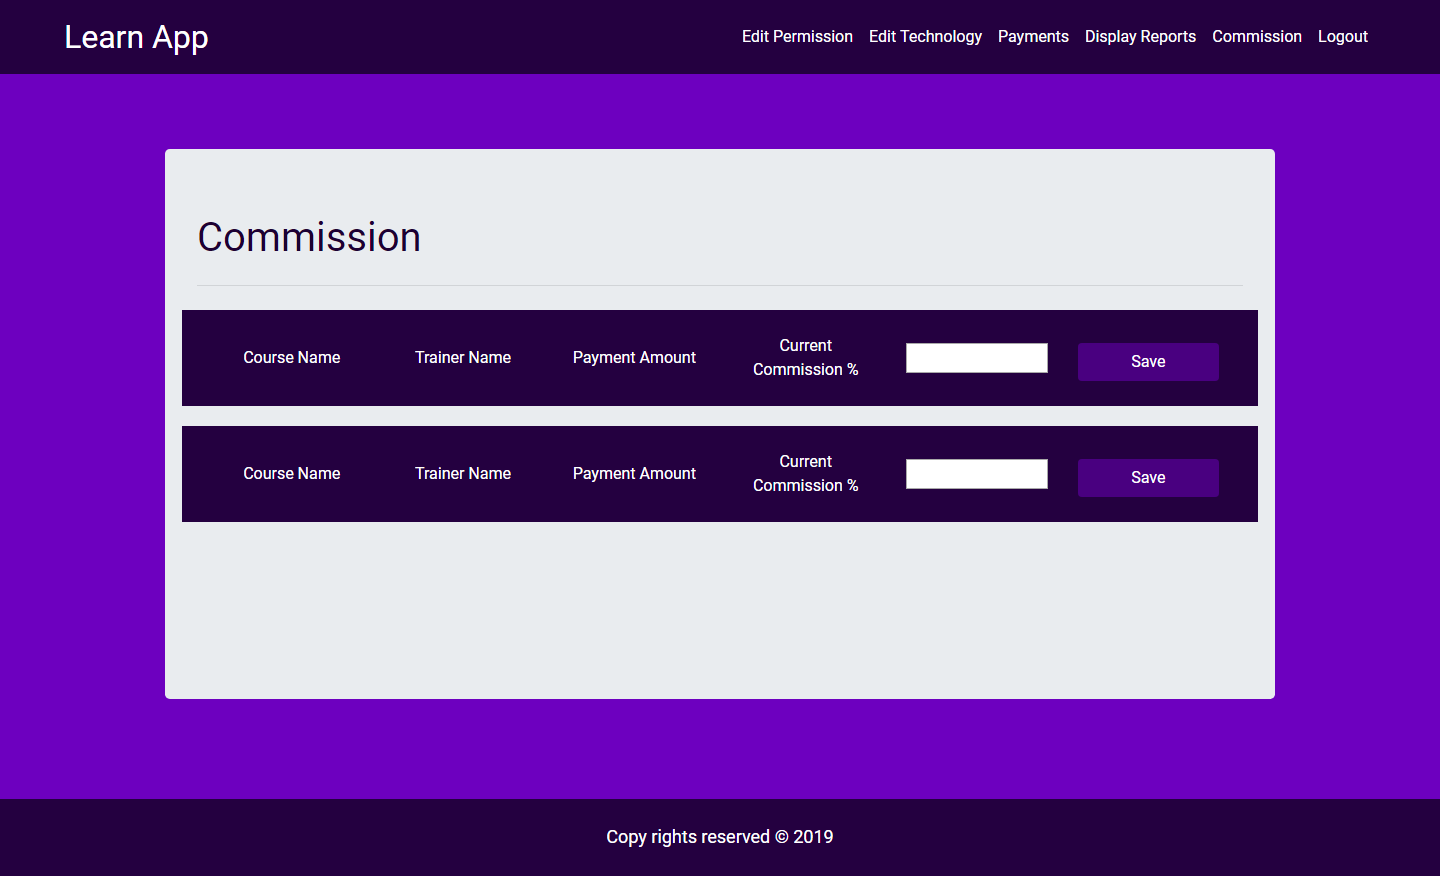 Learn App
Edit Permission Edit Technology Payments Display Reports Commission Logout
Commission
Course Name Trainer Name Payment Amount Current Commission % Save
Course Name Trainer Name Payment Amount Current Commission % Save
Copy rights reserved © 2019